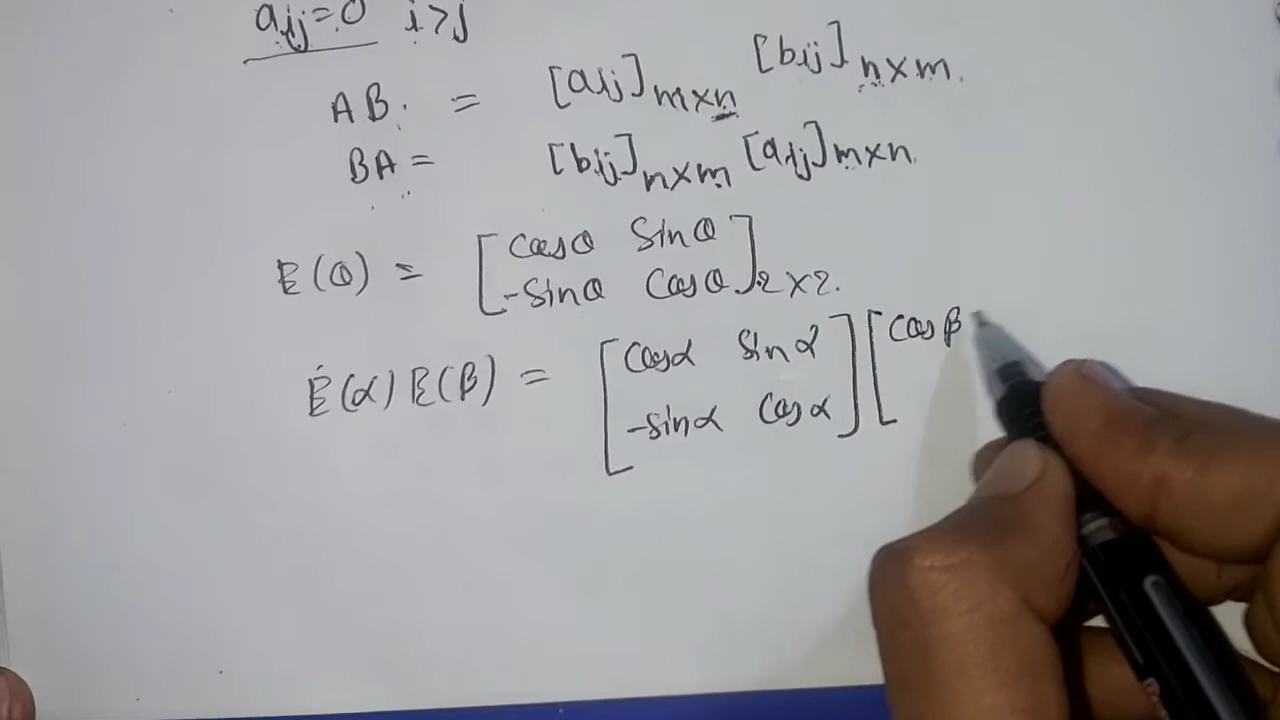 aij=0 i>j
AB. = [aij]m×n [bij]n×m.
BA = [bij]n×m [aij]m×n.
E(θ) = [cosθ sinθ
-sinθ cosθ]2×2.
E(α)E(β) = [cosα sinα] [cosβ
-sinα cosα]